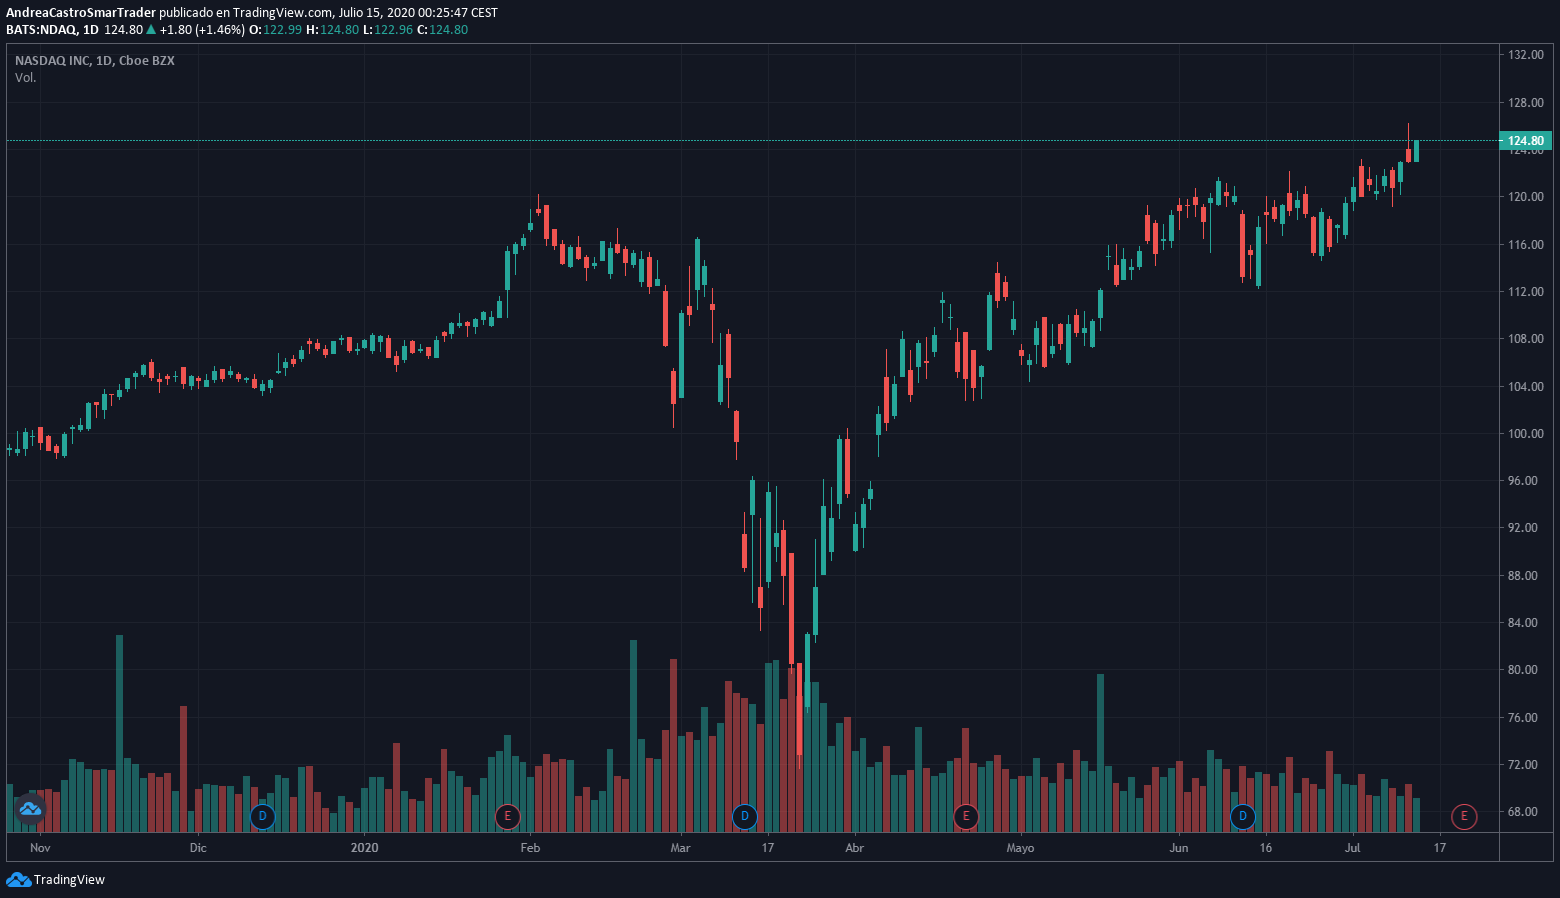 AndreaCastroSmarTrader publicado en TradingView.com, Julio 15, 2020 00:25:47 CEST
BATS:NDAQ, 1D 124.80 ▲ +1.80 (+1.46%) O:122.99 H:124.80 L:122.96 C:124.80
NASDAQ INC, 1D, Cboe BZX
Vol.
132.00
128.00
124.80
124.00
120.00
116.00
112.00
108.00
104.00
100.00
96.00
92.00
88.00
84.00
80.00
76.00
72.00
68.00
D E D E D E
Nov Dic 2020 Feb Mar 17 Abr Mayo Jun 16 Jul 17
TradingView